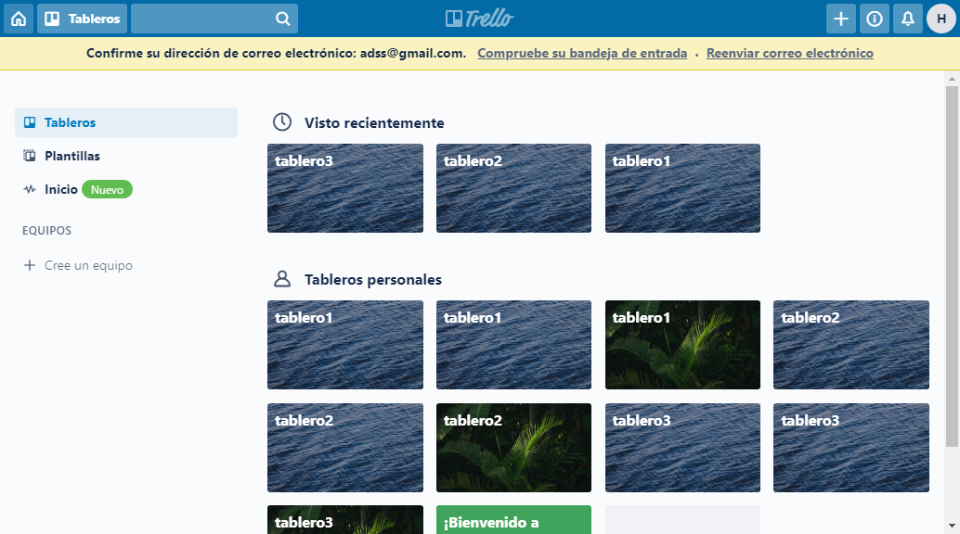 Tableros
Trello
H
Confirme su dirección de correo electrónico: adss@gmail.com. Compruebe su bandeja de entrada · Reenviar correo electrónico
Tableros
Plantillas
Inicio Nuevo
EQUIPOS
Cree un equipo
Visto recientemente
tablero3 tablero2 tablero1
Tableros personales
tablero1 tablero1 tablero1 tablero2
tablero2 tablero2 tablero3 tablero3
tablero3 ¡Bienvenido a